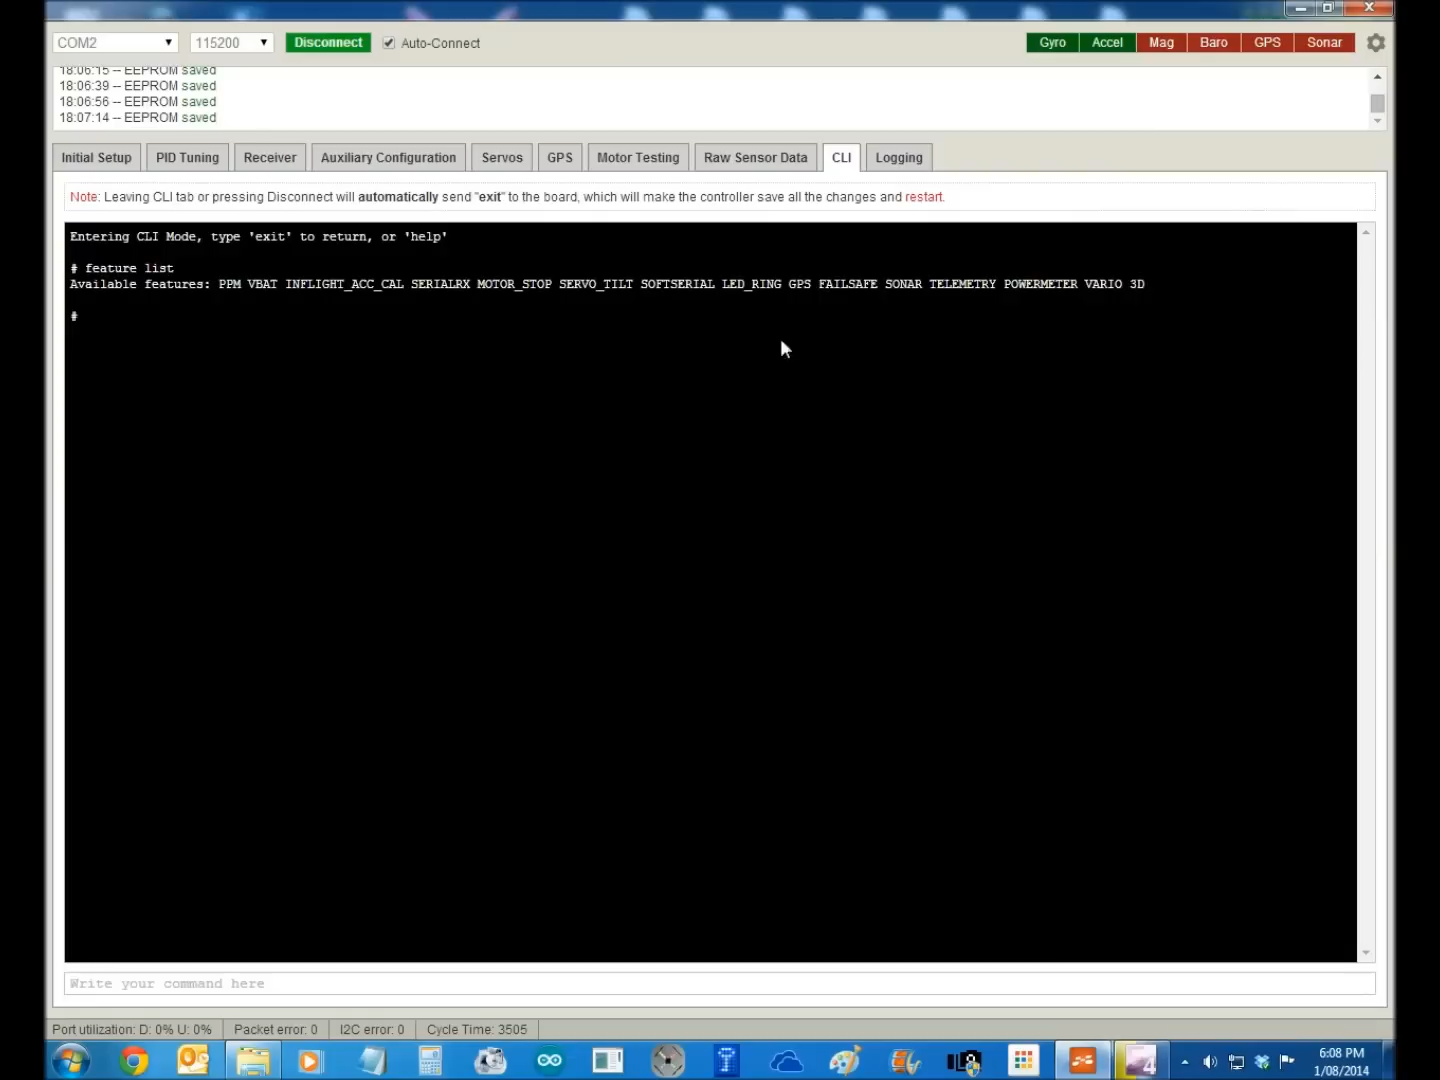 COM2 115200 Disconnect Auto-Connect Gyro Accel Mag Baro GPS Sonar
18:06:15 -- EEPROM saved
18:06:39 -- EEPROM saved
18:06:56 -- EEPROM saved
18:07:14 -- EEPROM saved
Initial Setup PID Tuning Receiver Auxiliary Configuration Servos GPS Motor Testing Raw Sensor Data CLI Logging
Note: Leaving CLI tab or pressing Disconnect will automatically send "exit" to the board, which will make the controller save all the changes and restart.
Entering CLI Mode, type 'exit' to return, or 'help'
# feature list
Available features: PPM VBAT INFLIGHT_ACC_CAL SERIALRX MOTOR_STOP SERVO_TILT SOFTSERIAL LED_RING GPS FAILSAFE SONAR TELEMETRY POWERMETER VARIO 3D
#
Write your command here
Port utilization: D: 0% U: 0% Packet error: 0 I2C error: 0 Cycle Time: 3505
6:08 PM
1/08/2014